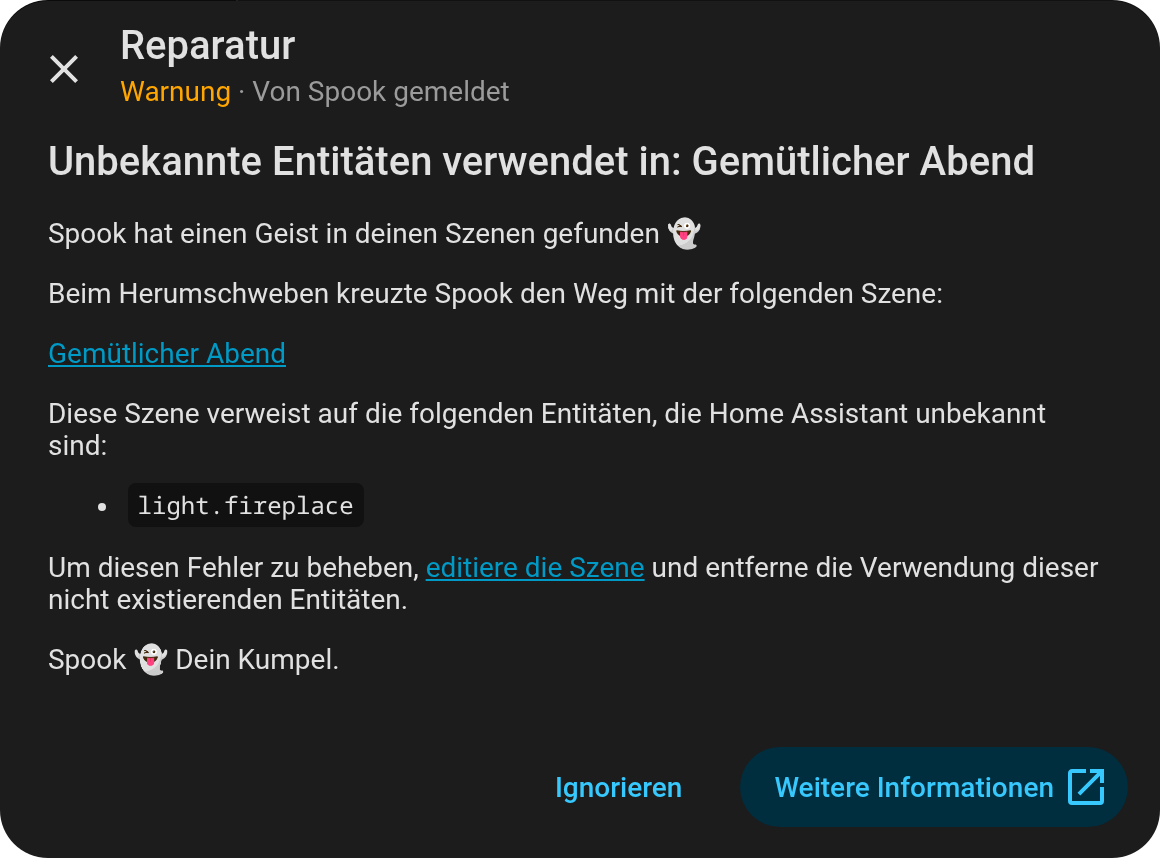 Reparatur
Warnung · Von Spook gemeldet
Unbekannte Entitäten verwendet in: Gemütlicher Abend
Spook hat einen Geist in deinen Szenen gefunden 👻
Beim Herumschweben kreuzte Spook den Weg mit der folgenden Szene:
Gemütlicher Abend
Diese Szene verweist auf die folgenden Entitäten, die Home Assistant unbekannt
sind:
• light.fireplace
Um diesen Fehler zu beheben, editiere die Szene und entferne die Verwendung dieser
nicht existierenden Entitäten.
Spook 👻 Dein Kumpel.
Ignorieren
Weitere Informationen